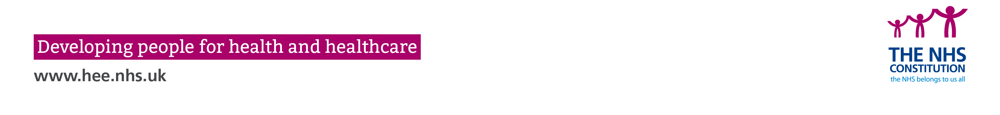 Developing people for health and healthcare
www.hee.nhs.uk
THE NHS
CONSTITUTION
the NHS belongs to us all